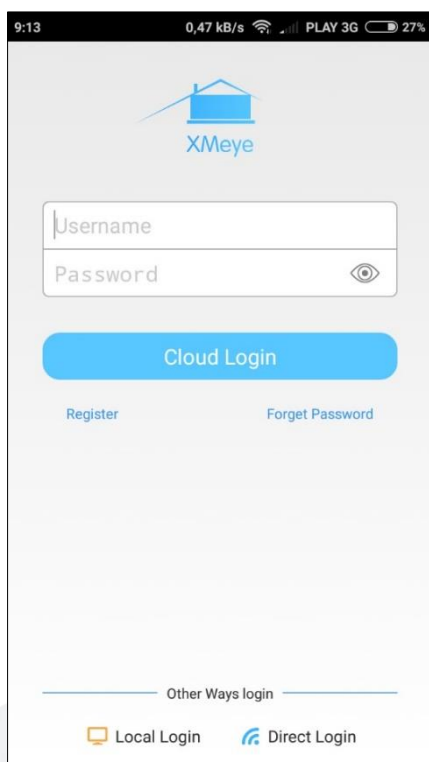 9:13 0,47 kB/s PLAY 3G 27%
XMeye
Username
Password
Cloud Login
Register Forget Password
Other Ways login
Local Login Direct Login